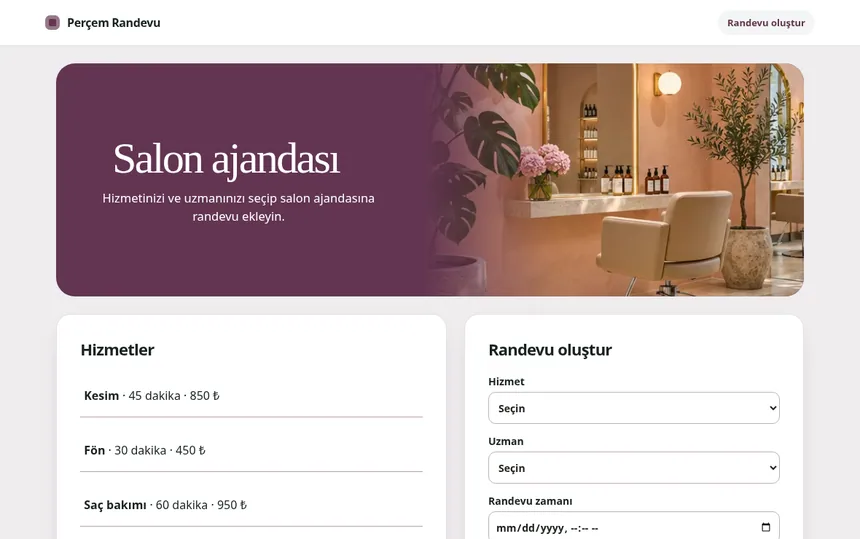 Perçem Randevu
Randevu oluştur
Salon ajandası
Hizmetinizi ve uzmanınızı seçip salon ajandasına
randevu ekleyin.
Hizmetler
Kesim · 45 dakika · 850 ₺
Fön · 30 dakika · 450 ₺
Saç bakımı · 60 dakika · 950 ₺
Randevu oluştur
Hizmet
Seçin
Uzman
Seçin
Randevu zamanı
mm/dd/yyyy, --:-- --